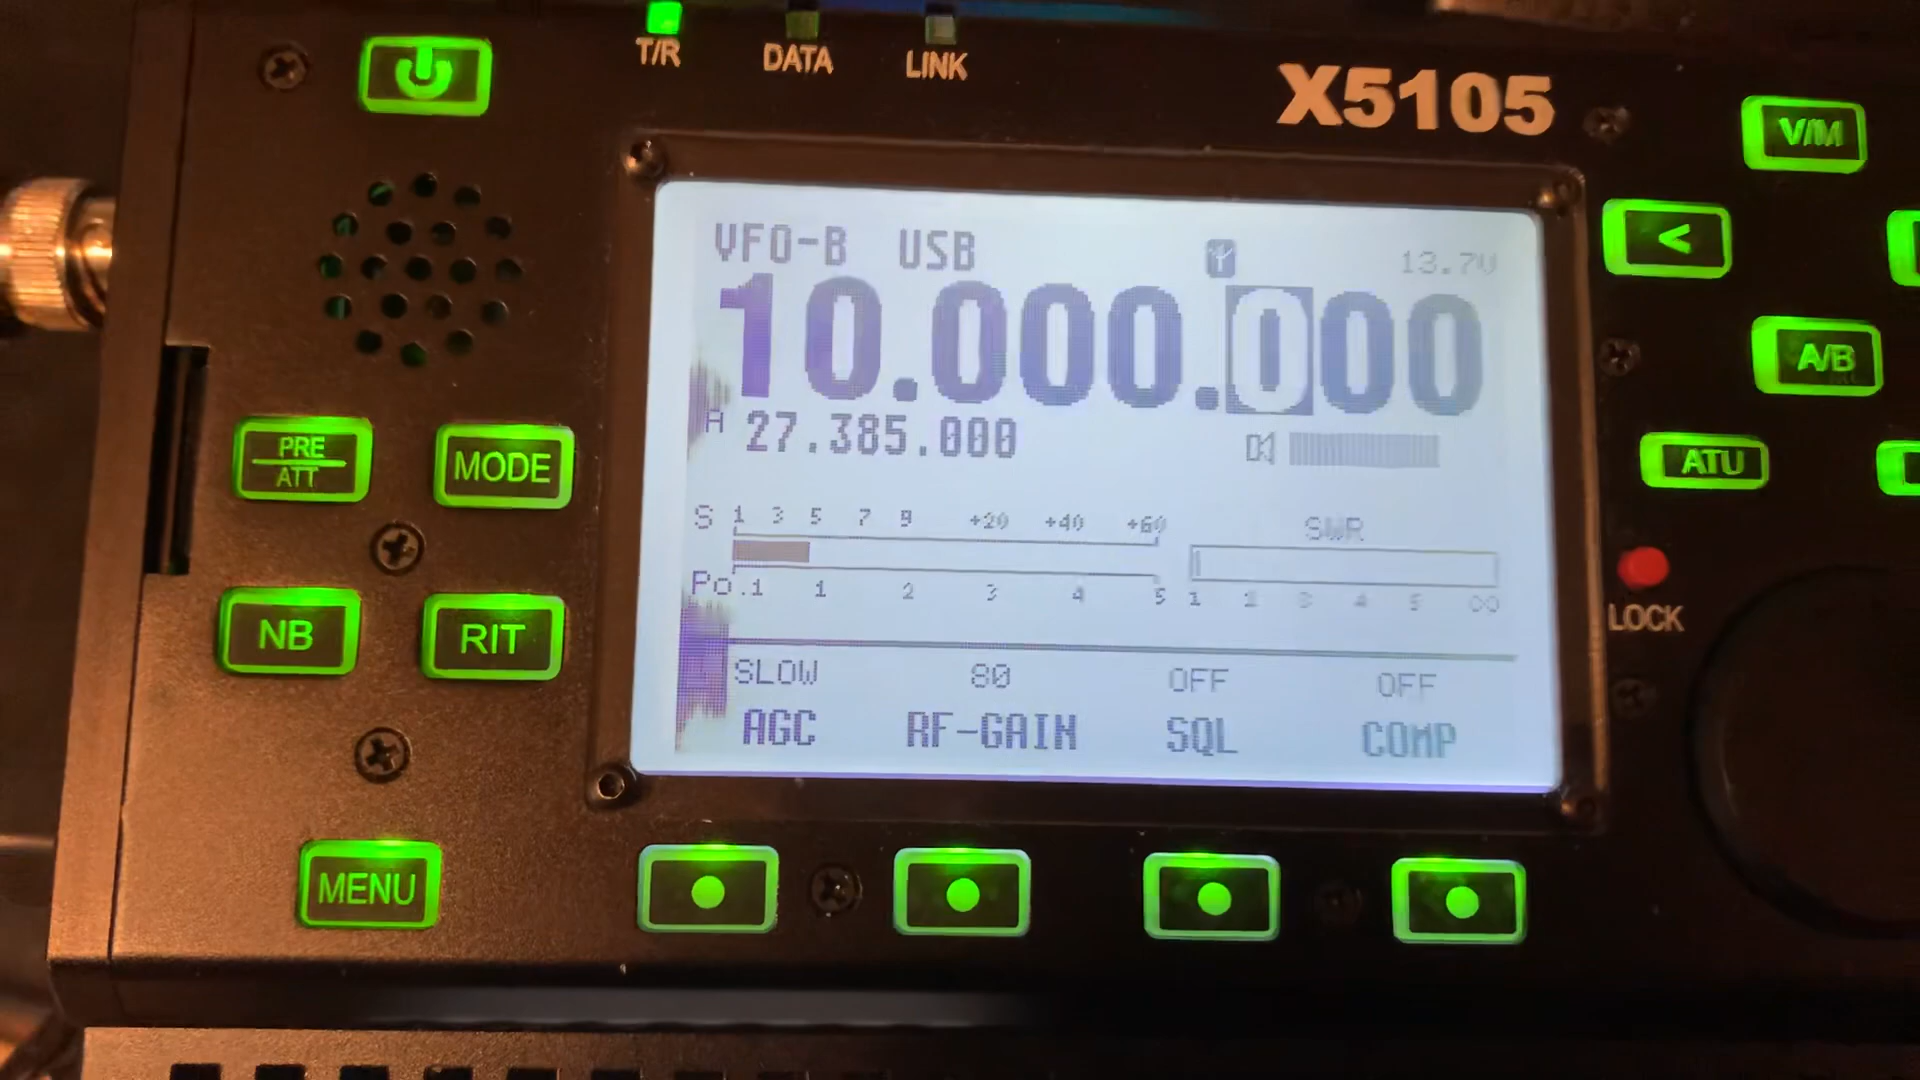 T/R DATA LINK
X5105
V/M
<
A/B
ATU
LOCK
PRE
ATT
MODE
NB
RIT
MENU
VFO-B USB 13.7V
10.000.000
A 27.385.000
S 1 3 5 7 9 +20 +40 +60 SWR
Po .1 1 2 3 4 5 1 2 3 4 5 ∞
SLOW 80 OFF OFF
AGC RF-GAIN SQL COMP